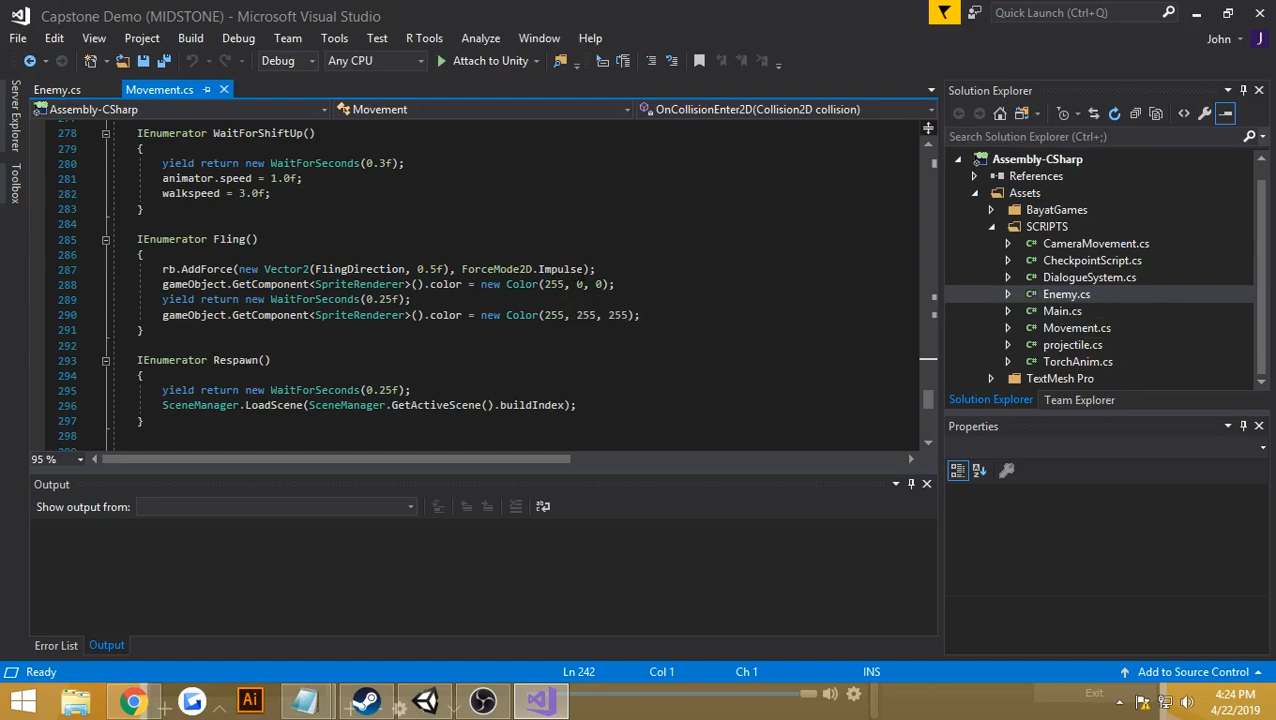 Capstone Demo (MIDSTONE) - Microsoft Visual Studio
Quick Launch (Ctrl+Q)
File Edit View Project Build Debug Team Tools Test R Tools Analyze Window Help
John J
Debug Any CPU Attach to Unity
Server Explorer
Toolbox
Enemy.cs Movement.cs
Assembly-CSharp Movement OnCollisionEnter2D(Collision2D collision)
278 IEnumerator WaitForShiftUp()
279 {
280 yield return new WaitForSeconds(0.3f);
281 animator.speed = 1.0f;
282 walkspeed = 3.0f;
283 }
284
285 IEnumerator Fling()
286 {
287 rb.AddForce(new Vector2(FlingDirection, 0.5f), ForceMode2D.Impulse);
288 gameObject.GetComponent<SpriteRenderer>().color = new Color(255, 0, 0);
289 yield return new WaitForSeconds(0.25f);
290 gameObject.GetComponent<SpriteRenderer>().color = new Color(255, 255, 255);
291 }
292
293 IEnumerator Respawn()
294 {
295 yield return new WaitForSeconds(0.25f);
296 SceneManager.LoadScene(SceneManager.GetActiveScene().buildIndex);
297 }
298
95 %
Output
Show output from:
Error List Output
Solution Explorer
Search Solution Explorer (Ctrl+;)
Assembly-CSharp
References
Assets
BayatGames
SCRIPTS
C# CameraMovement.cs
C# CheckpointScript.cs
C# DialogueSystem.cs
C# Enemy.cs
C# Main.cs
C# Movement.cs
C# projectile.cs
C# TorchAnim.cs
TextMesh Pro
Solution Explorer Team Explorer
Properties
Ready Ln 242 Col 1 Ch 1 INS Add to Source Control
Ai
Exit
4:24 PM
4/22/2019